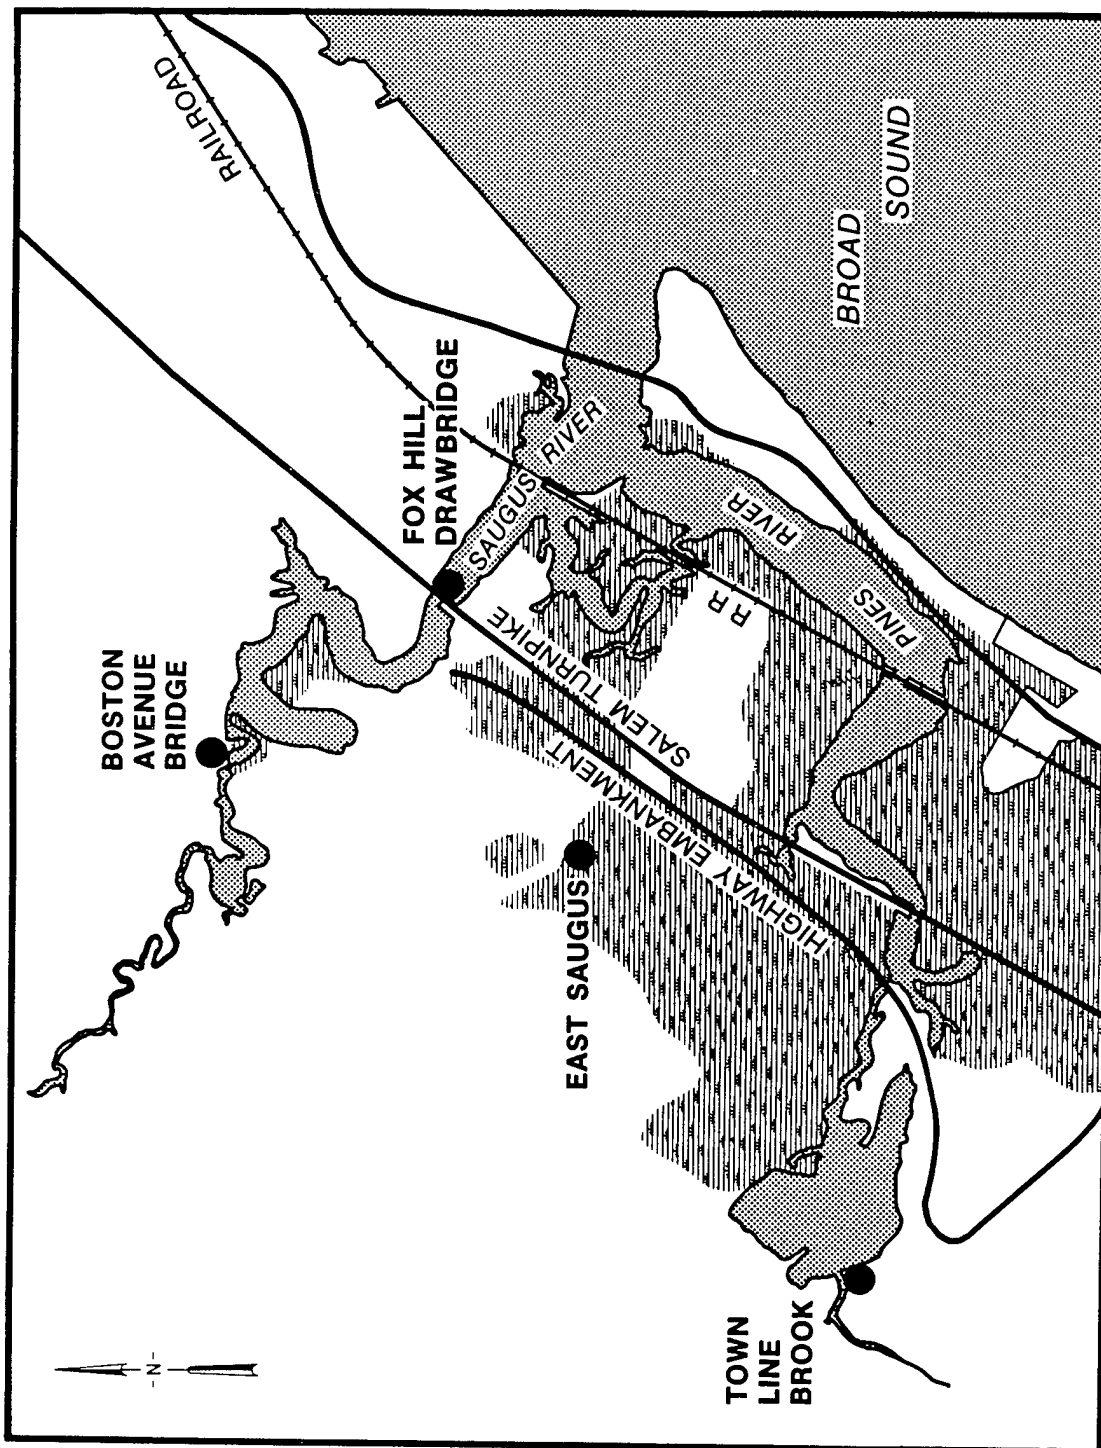 RAILROAD
BROAD
SOUND
FOX HILL
DRAWBRIDGE
SAUGUS RIVER
BOSTON
AVENUE
BRIDGE
PINES RIVER
R R
SALEM TURNPIKE
HIGHWAY EMBANKMENT
EAST SAUGUS
TOWN
LINE
BROOK
-N-